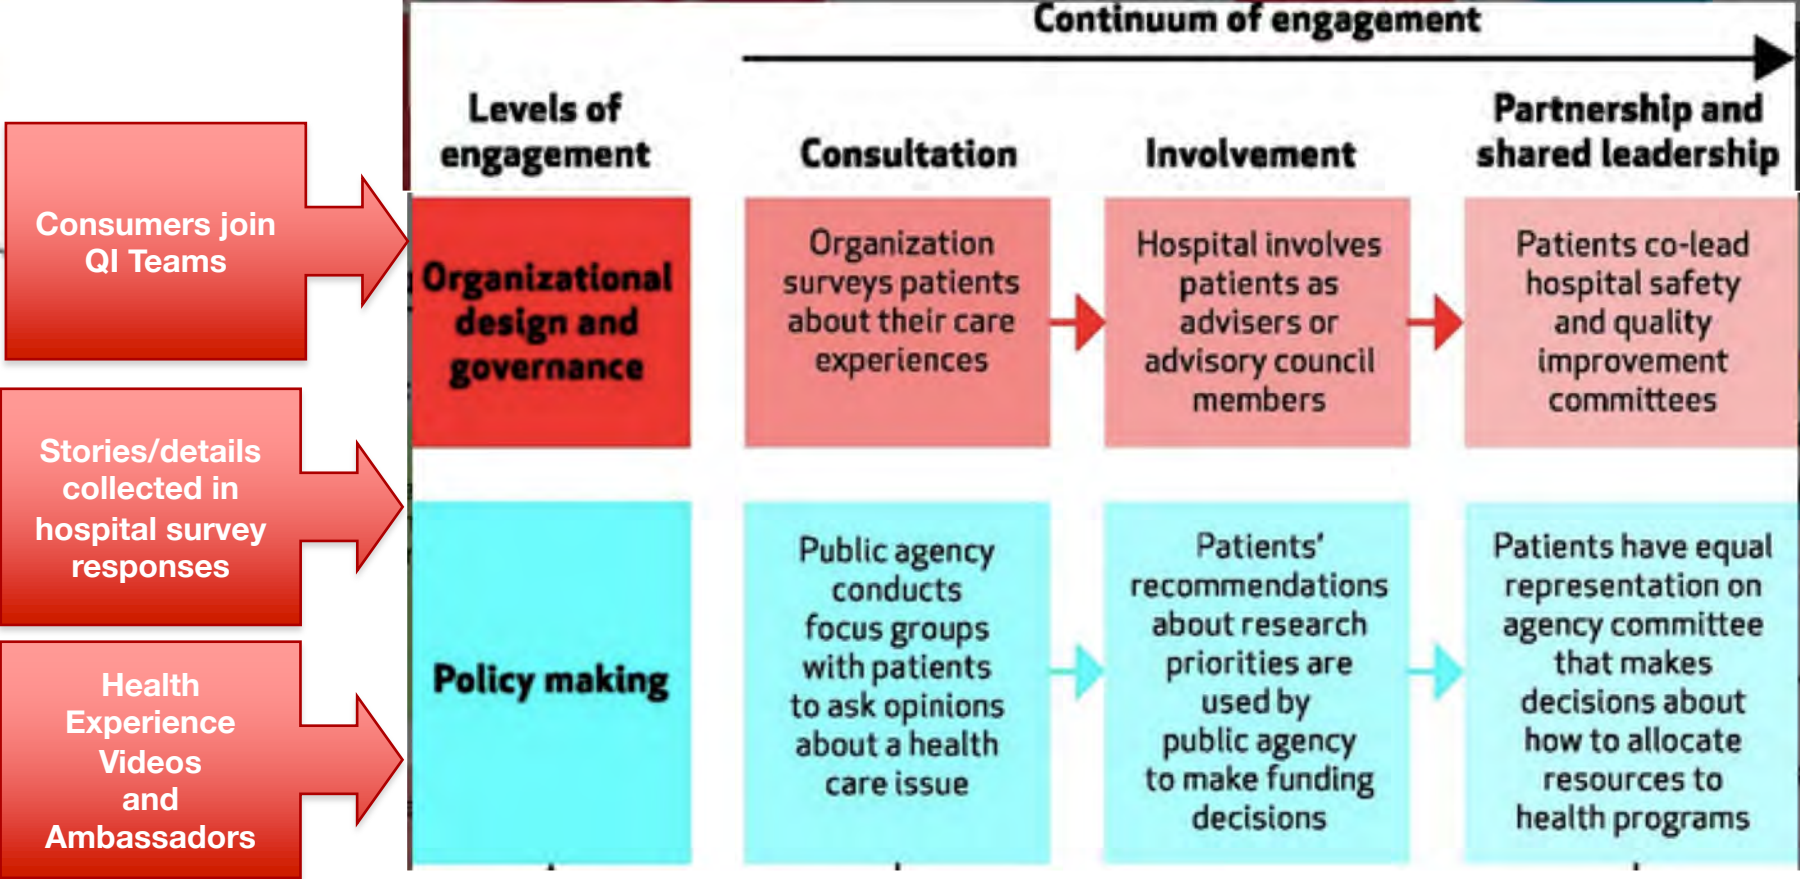 Continuum of engagement
Levels of
engagement
Consultation
Involvement
Partnership and
shared leadership
Consumers join
QI Teams
Organizational
design and
governance
Organization
surveys patients
about their care
experiences
Hospital involves
patients as
advisers or
advisory council
members
Patients co-lead
hospital safety
and quality
improvement
committees
Stories/details
collected in
hospital survey
responses
Health
Experience
Videos
and
Ambassadors
Policy making
Public agency
conducts
focus groups
with patients
to ask opinions
about a health
care issue
Patients'
recommendations
about research
priorities are
used by
public agency
to make funding
decisions
Patients have equal
representation on
agency committee
that makes
decisions about
how to allocate
resources to
health programs